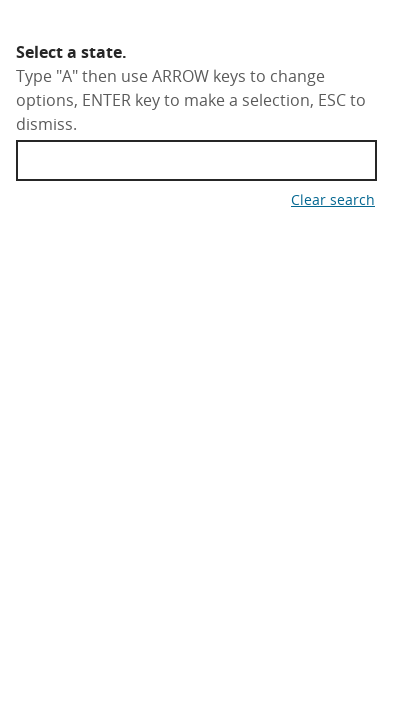 Select a state.
Type "A" then use ARROW keys to change
options, ENTER key to make a selection, ESC to
dismiss.
Clear search